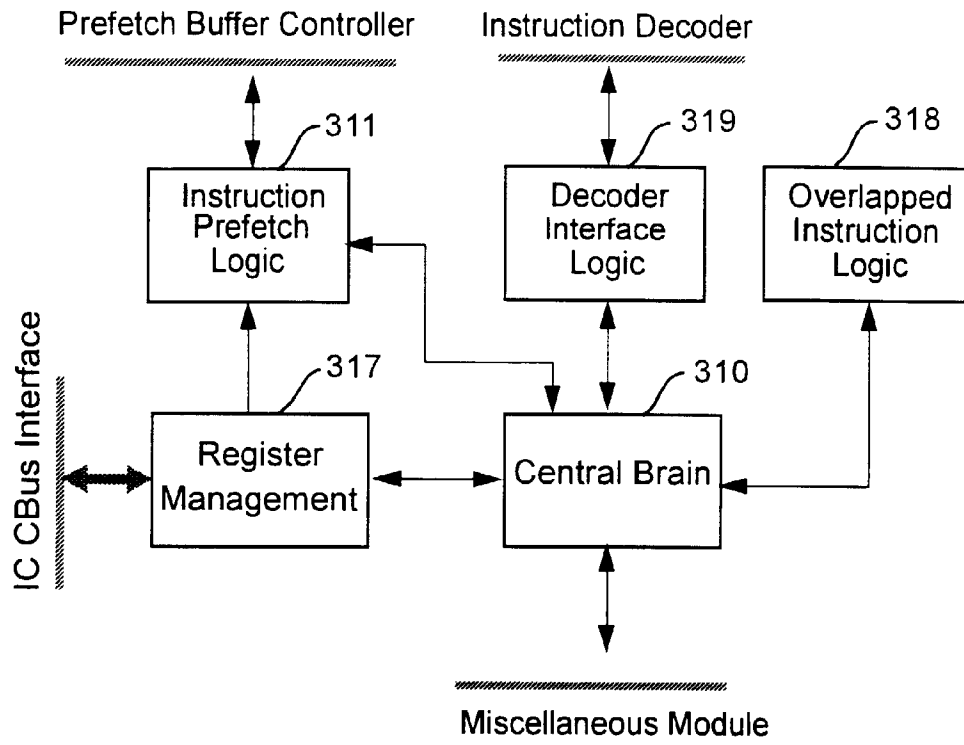 Prefetch Buffer Controller
Instruction Decoder
311
319
318
Instruction
Prefetch
Logic
Decoder
Interface
Logic
Overlapped
Instruction
Logic
IC CBus Interface
317
310
Register
Management
Central Brain
Miscellaneous Module